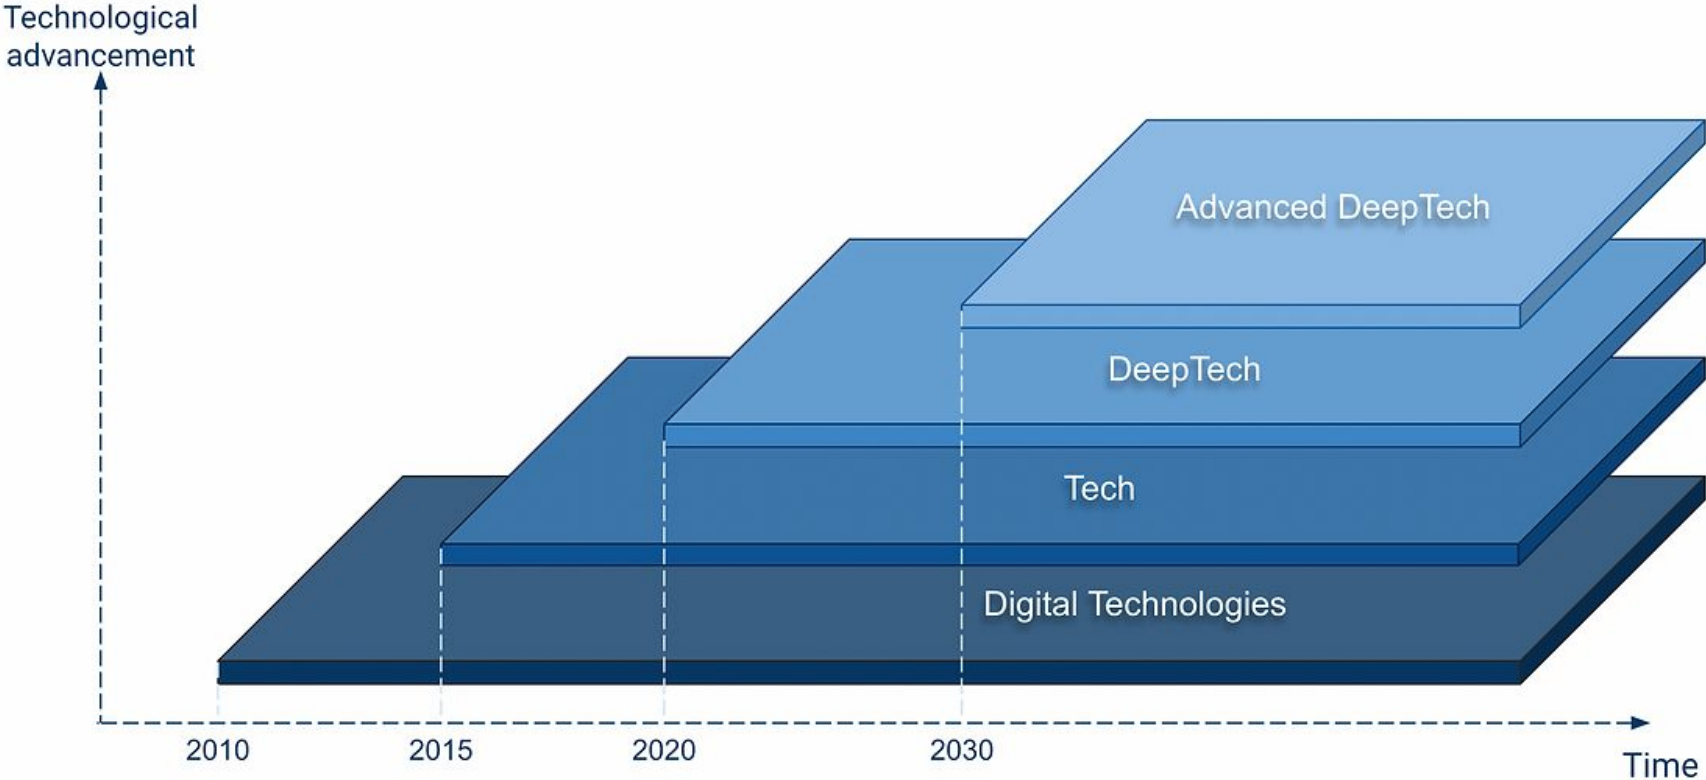 Technological
advancement
Advanced DeepTech
DeepTech
Tech
Digital Technologies
2010 2015 2020 2030
Time